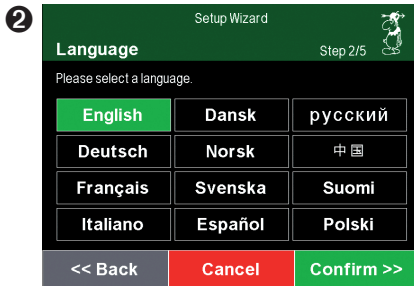 ❷
Setup Wizard
Language Step 2/5
Please select a language.
English Dansk русский
Deutsch Norsk 中国
Français Svenska Suomi
Italiano Español Polski
<< Back Cancel Confirm >>